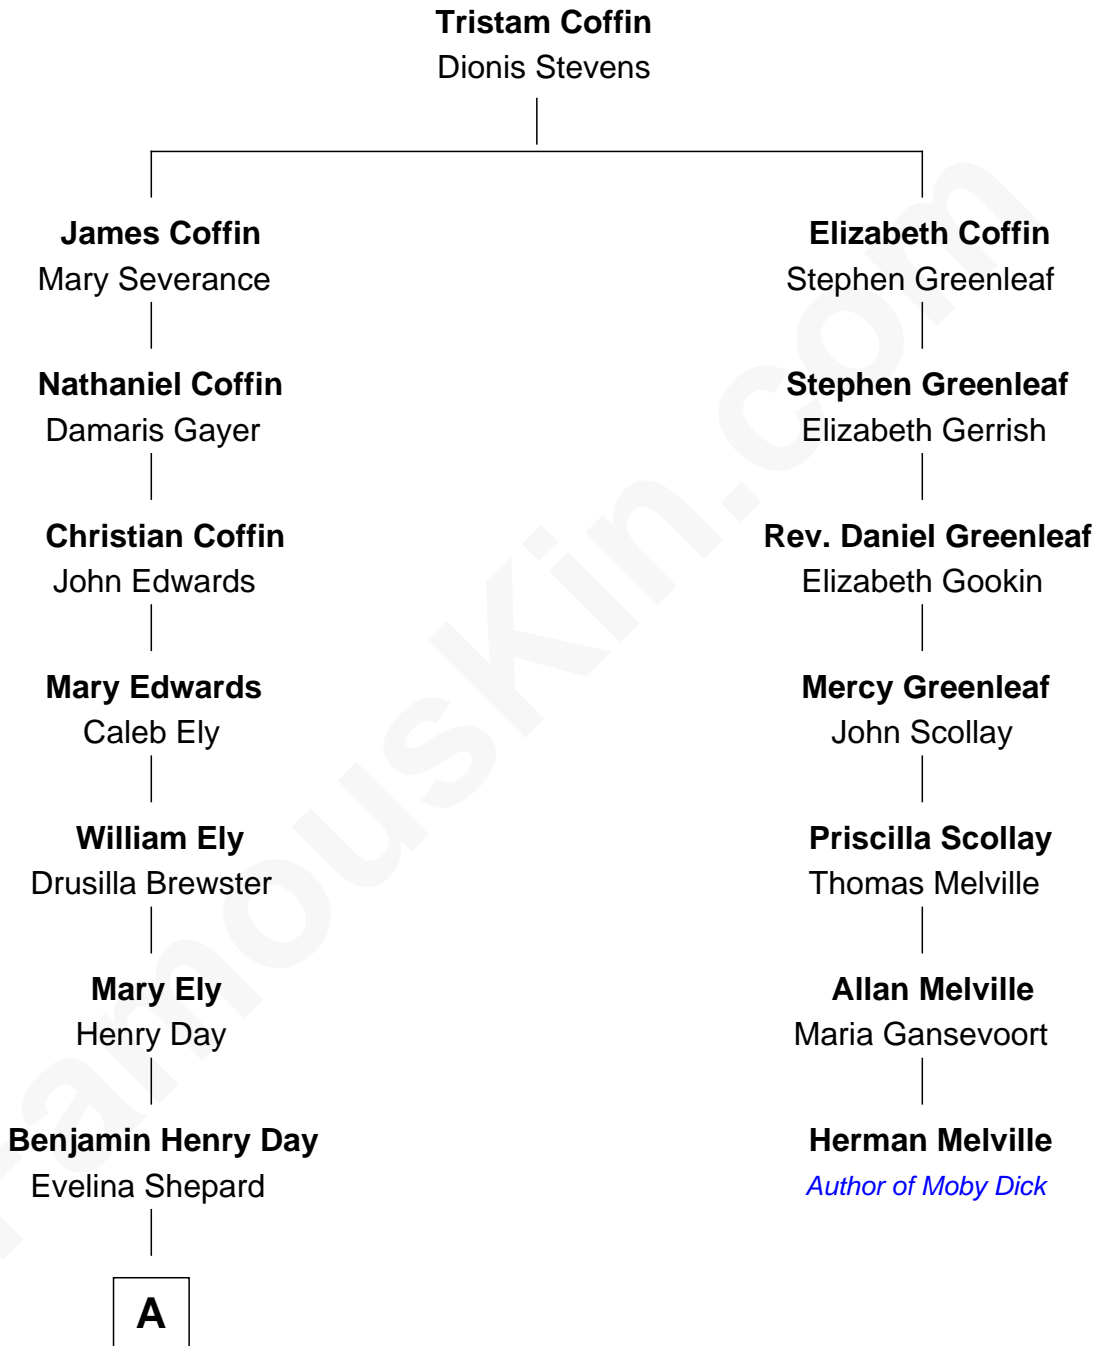 Tristam Coffin
Dionis Stevens
James Coffin
Mary Severance
Elizabeth Coffin
Stephen Greenleaf
Nathaniel Coffin
Damaris Gayer
Stephen Greenleaf
Elizabeth Gerrish
Christian Coffin
John Edwards
Rev. Daniel Greenleaf
Elizabeth Gookin
Mary Edwards
Caleb Ely
Mercy Greenleaf
John Scollay
William Ely
Drusilla Brewster
Priscilla Scollay
Thomas Melville
Mary Ely
Henry Day
Allan Melville
Maria Gansevoort
Benjamin Henry Day
Evelina Shepard
Herman Melville
Author of Moby Dick
A
FamousKin.com